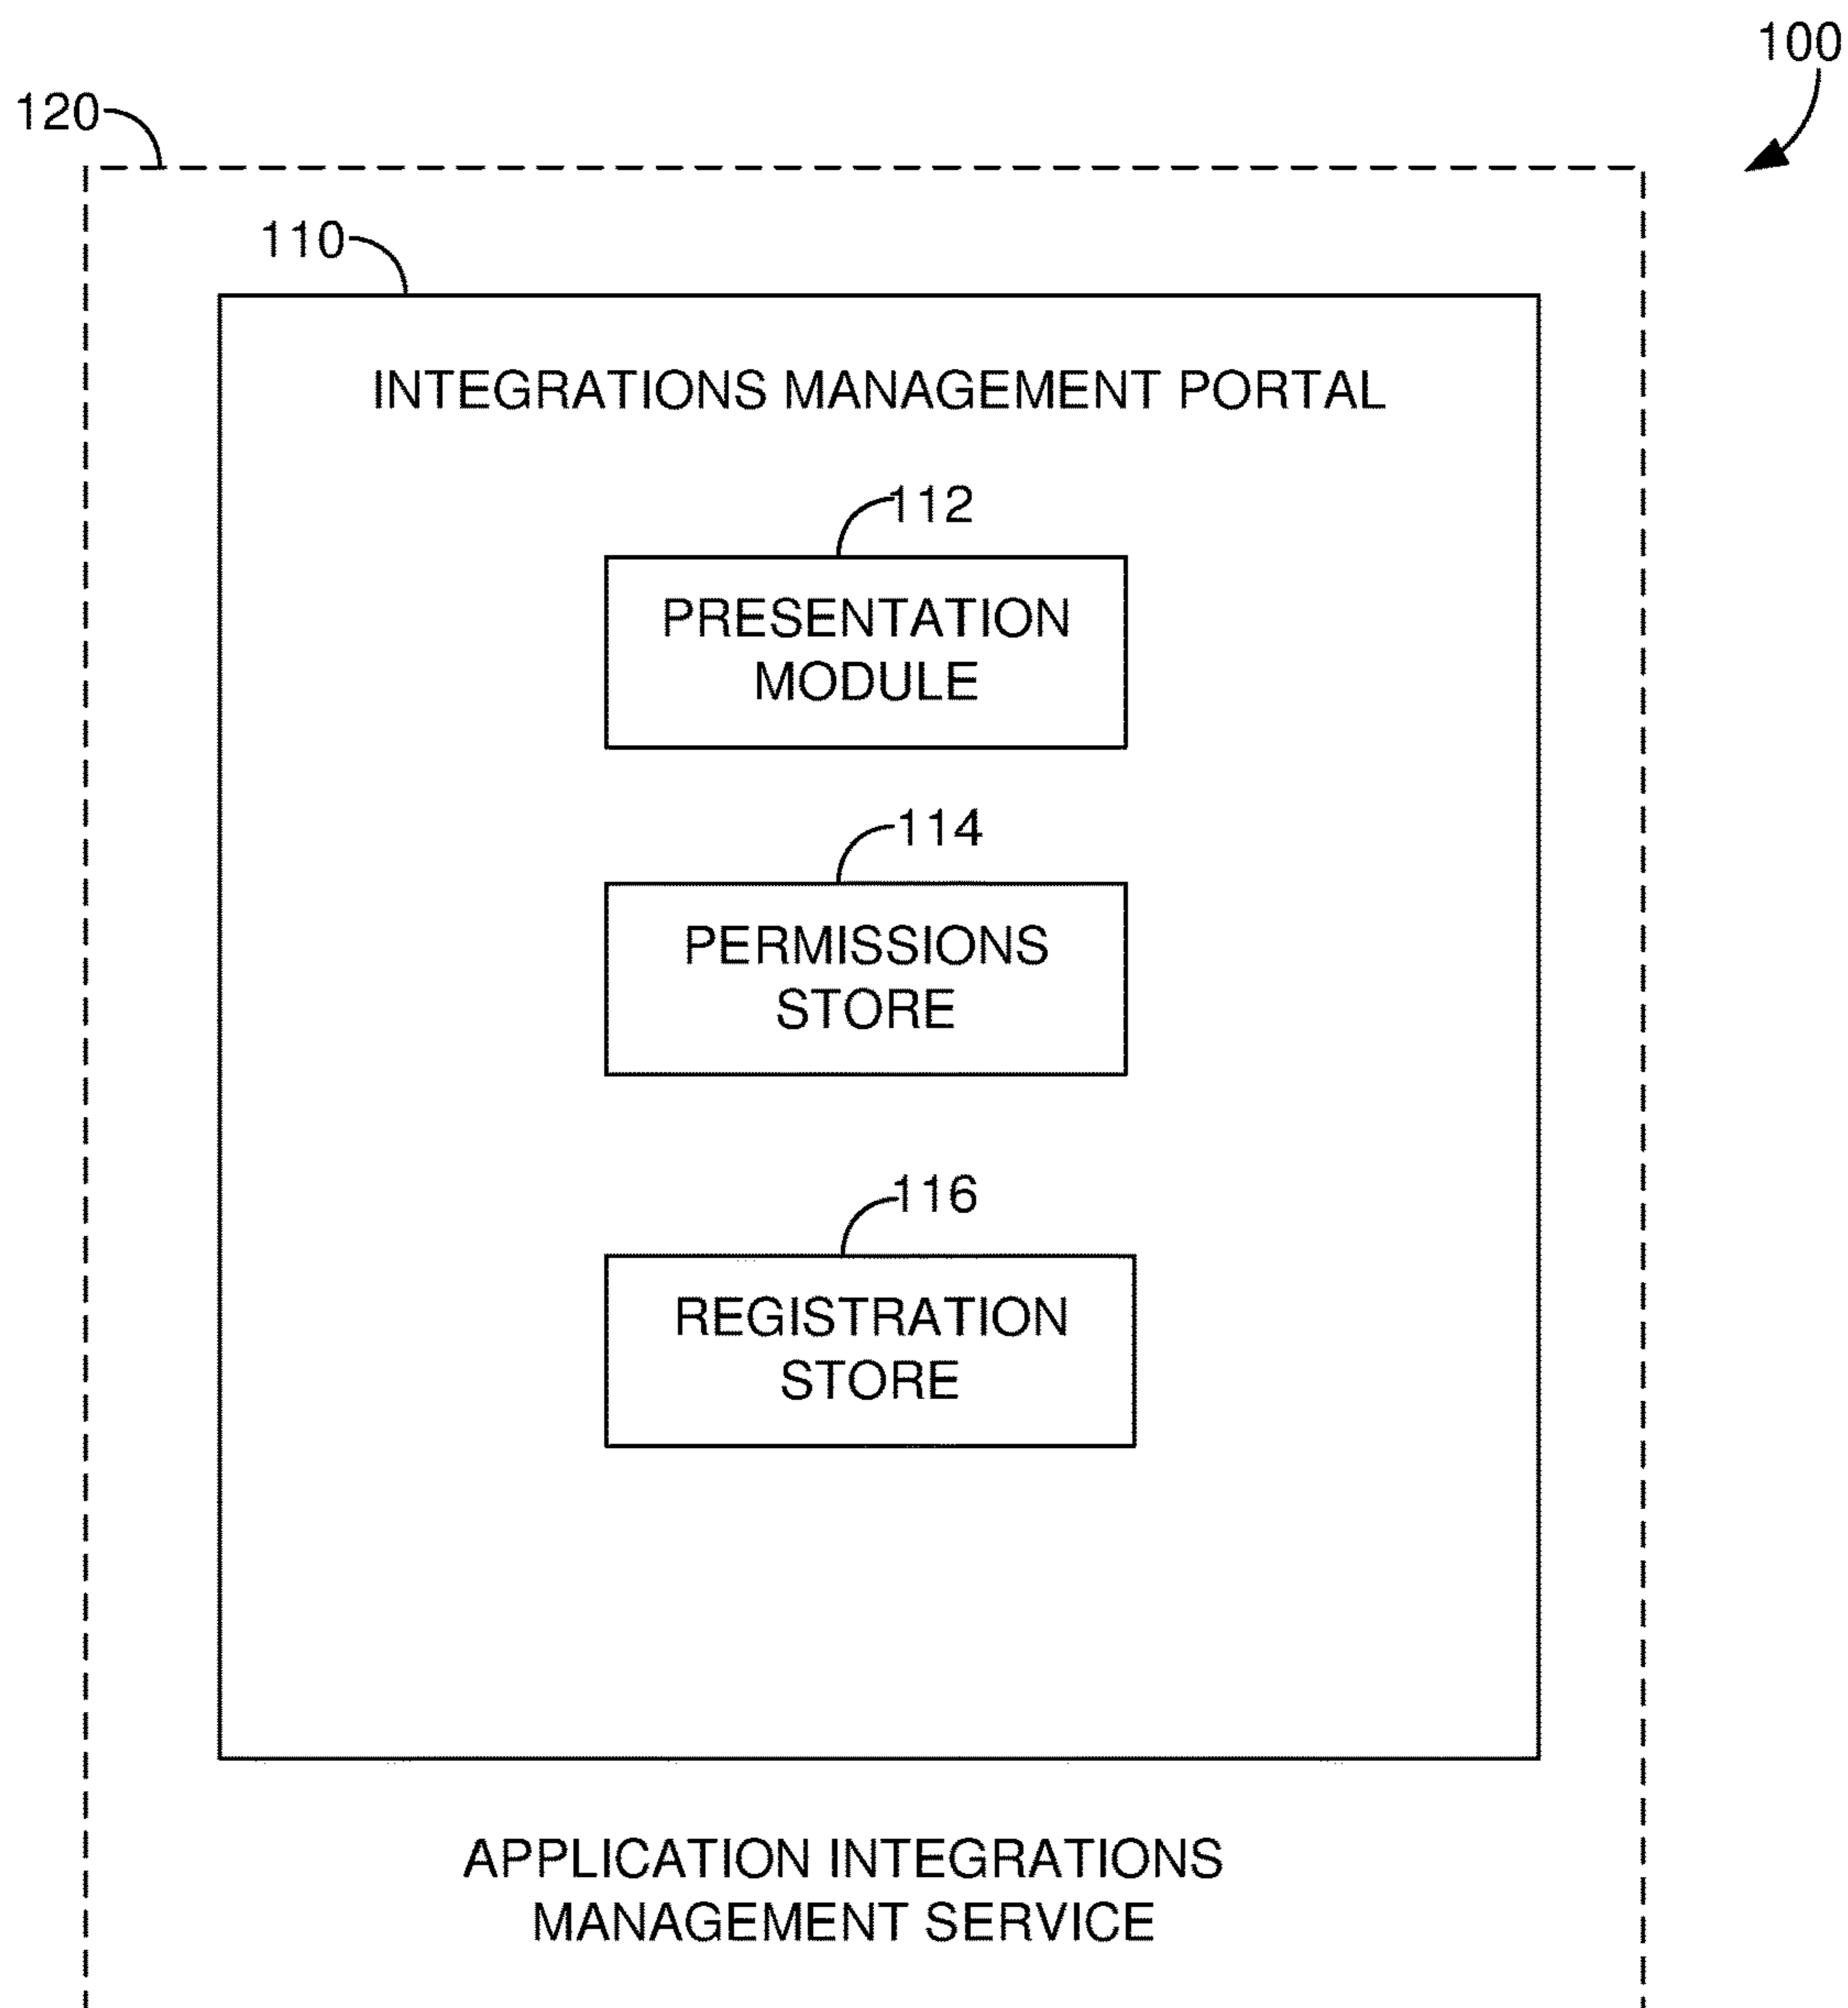 100
120
110
INTEGRATIONS MANAGEMENT PORTAL
112
PRESENTATION
MODULE
114
PERMISSIONS
STORE
116
REGISTRATION
STORE
APPLICATION INTEGRATIONS
MANAGEMENT SERVICE